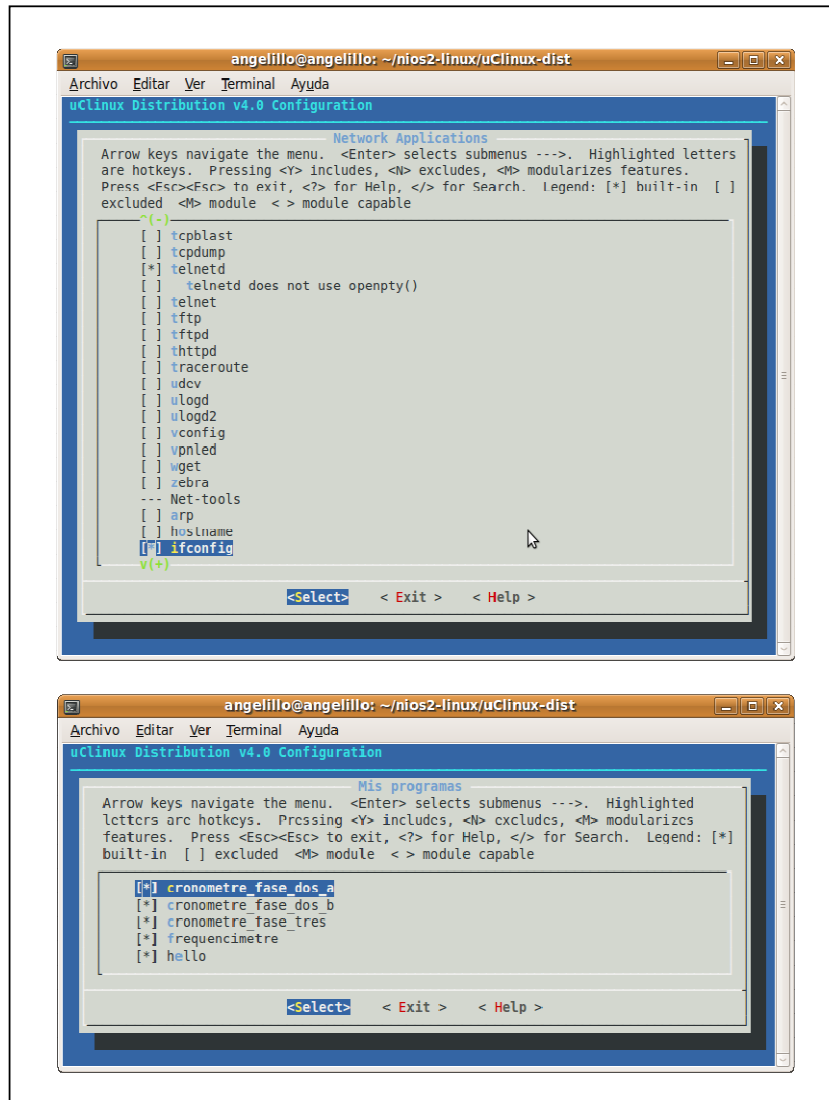 angelillo@angelillo: ~/nios2-linux/uClinux-dist
Archivo Editar Ver Terminal Ayuda
uClinux Distribution v4.0 Configuration
Network Applications
Arrow keys navigate the menu. <Enter> selects submenus --->. Highlighted letters
are hotkeys. Pressing <Y> includes, <N> excludes, <M> modularizes features.
Press <Esc><Esc> to exit, <?> for Help, </> for Search. Legend: [*] built-in [ ]
excluded <M> module < > module capable
^(-)
[ ] tcpblast
[ ] tcpdump
[*] telnetd
[ ] telnetd does not use openpty()
[ ] telnet
[ ] tftp
[ ] tftpd
[ ] thttpd
[ ] traceroute
[ ] udev
[ ] ulogd
[ ] ulogd2
[ ] vconfig
[ ] vpnled
[ ] wget
[ ] zebra
--- Net-tools
[ ] arp
[ ] hostname
[*] ifconfig
v(+)
<Select> < Exit > < Help >
angelillo@angelillo: ~/nios2-linux/uClinux-dist
Archivo Editar Ver Terminal Ayuda
uClinux Distribution v4.0 Configuration
Mis programas
Arrow keys navigate the menu. <Enter> selects submenus --->. Highlighted
letters are hotkeys. Pressing <Y> includes, <N> excludes, <M> modularizes
features. Press <Esc><Esc> to exit, <?> for Help, </> for Search. Legend: [*]
built-in [ ] excluded <M> module < > module capable
[*] cronometre_fase_dos_a
[*] cronometre_fase_dos_b
[*] cronometre_fase_tres
[*] frequencimetre
[*] hello
<Select> < Exit > < Help >